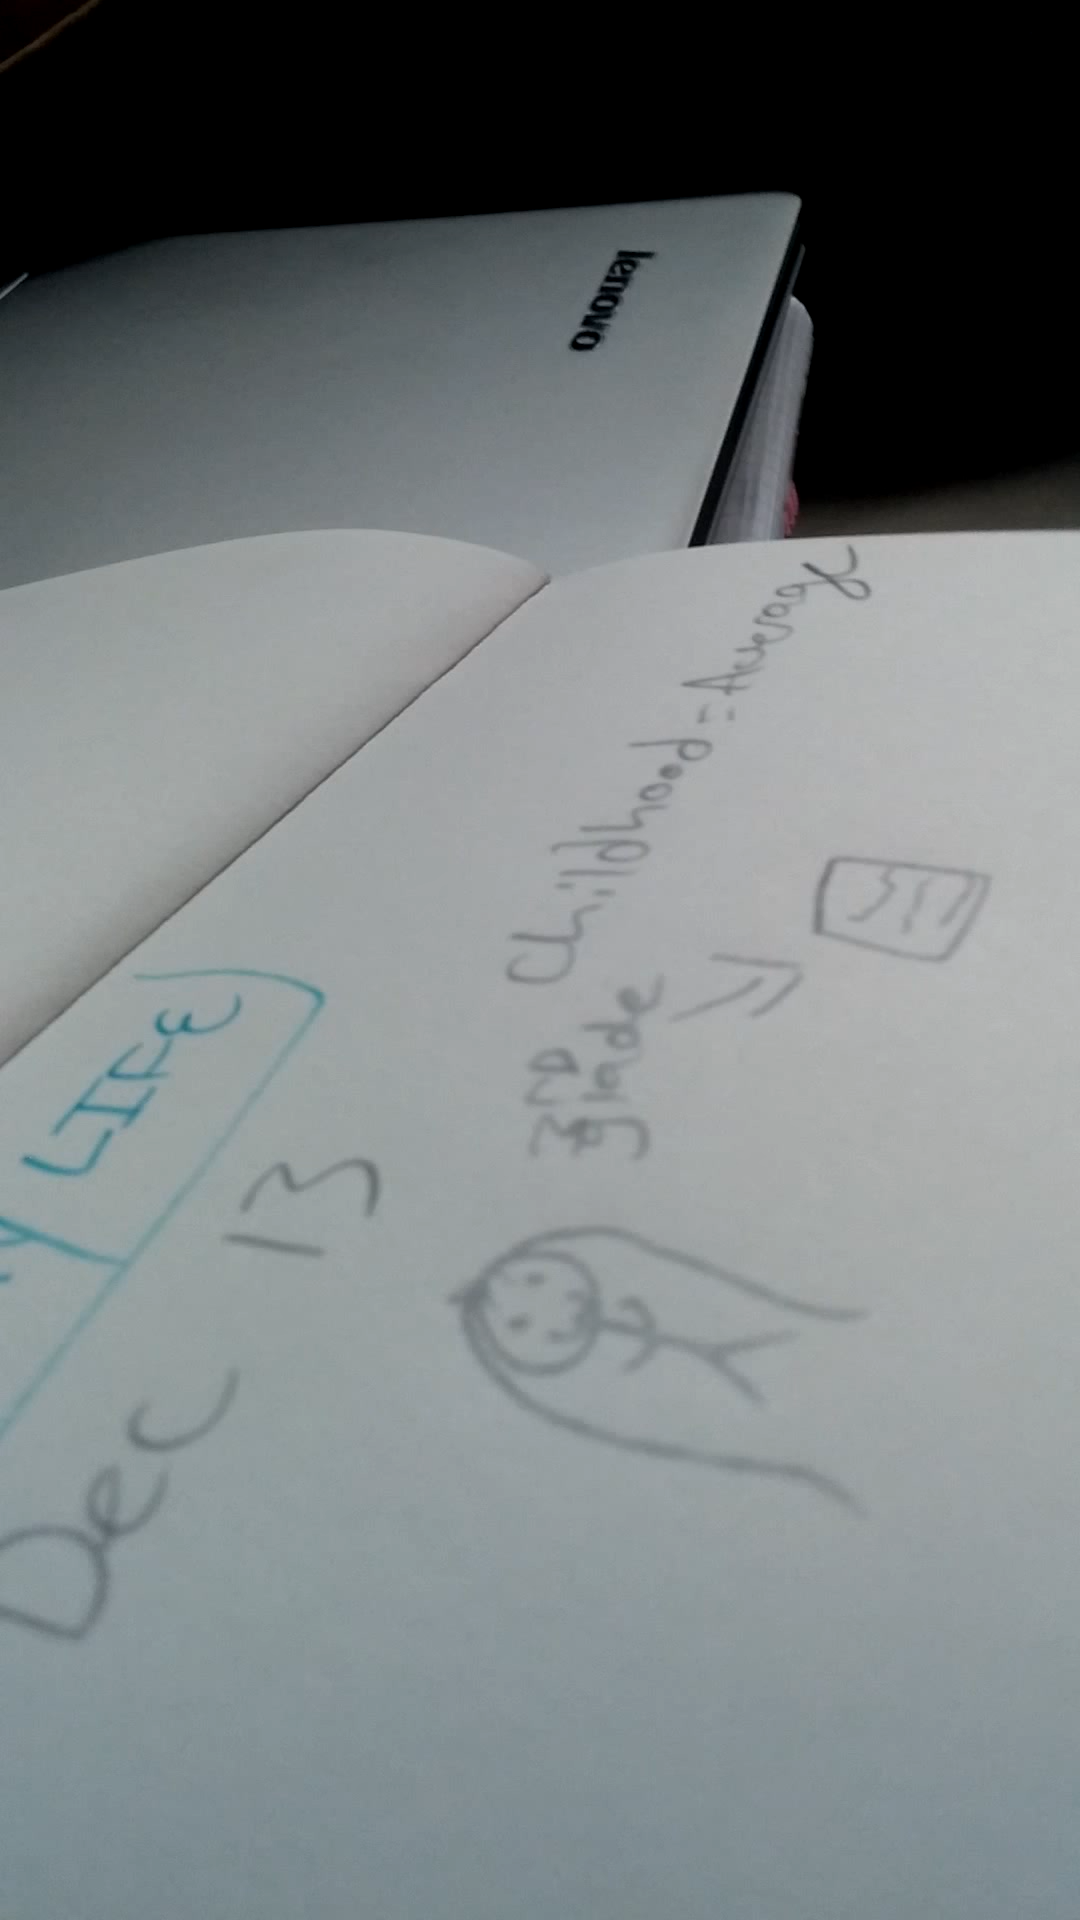 lenovo
LIFE
Dec 13
3rd grade
Childhood = Average